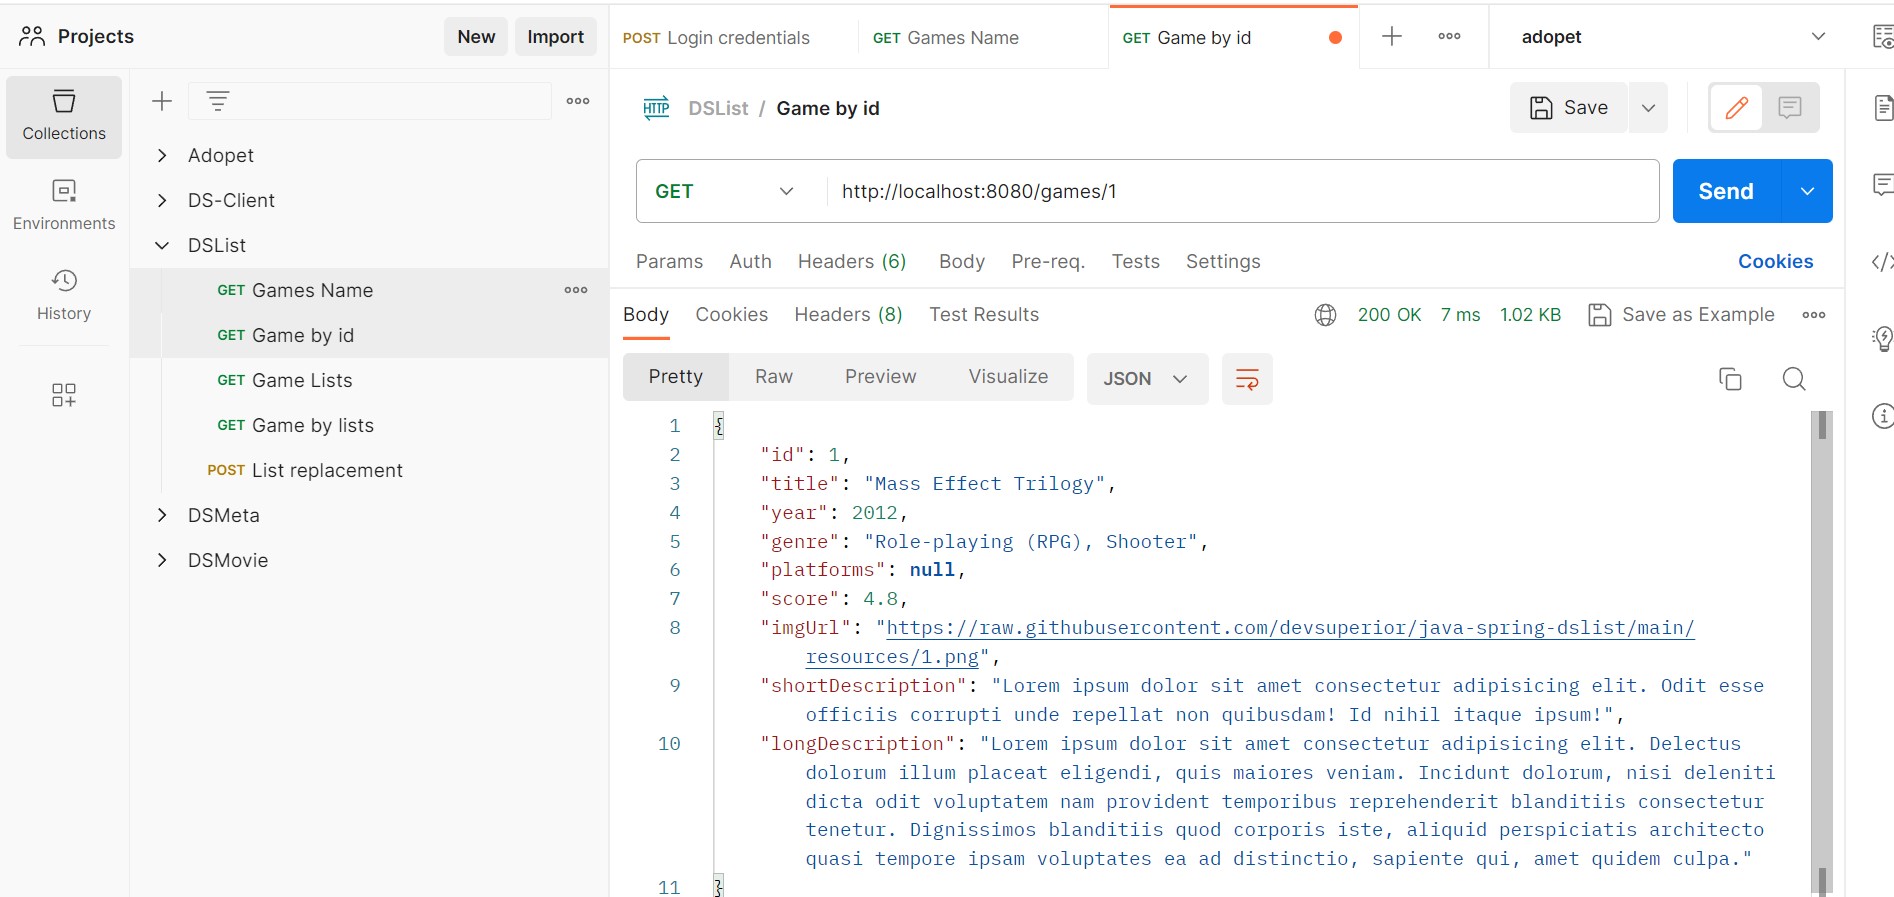 Projects
New
Import
POST Login credentials
GET Games Name
GET Game by id
adopet
Collections
Environments
History
Adopet
DS-Client
DSList
GET Games Name
GET Game by id
GET Game Lists
GET Game by lists
POST List replacement
DSMeta
DSMovie
HTTP DSList / Game by id
Save
GET http://localhost:8080/games/1
Send
Params Auth Headers (6) Body Pre-req. Tests Settings Cookies
Body Cookies Headers (8) Test Results 200 OK 7 ms 1.02 KB Save as Example
Pretty Raw Preview Visualize JSON
1 {
2 "id": 1,
3 "title": "Mass Effect Trilogy",
4 "year": 2012,
5 "genre": "Role-playing (RPG), Shooter",
6 "platforms": null,
7 "score": 4.8,
8 "imgUrl": "https://raw.githubusercontent.com/devsuperior/java-spring-dslist/main/
resources/1.png",
9 "shortDescription": "Lorem ipsum dolor sit amet consectetur adipisicing elit. Odit esse
officiis corrupti unde repellat non quibusdam! Id nihil itaque ipsum!",
10 "longDescription": "Lorem ipsum dolor sit amet consectetur adipisicing elit. Delectus
dolorum illum placeat eligendi, quis maiores veniam. Incidunt dolorum, nisi deleniti
dicta odit voluptatem nam provident temporibus reprehenderit blanditiis consectetur
tenetur. Dignissimos blanditiis quod corporis iste, aliquid perspiciatis architecto
quasi tempore ipsam voluptates ea ad distinctio, sapiente qui, amet quidem culpa."
11 }